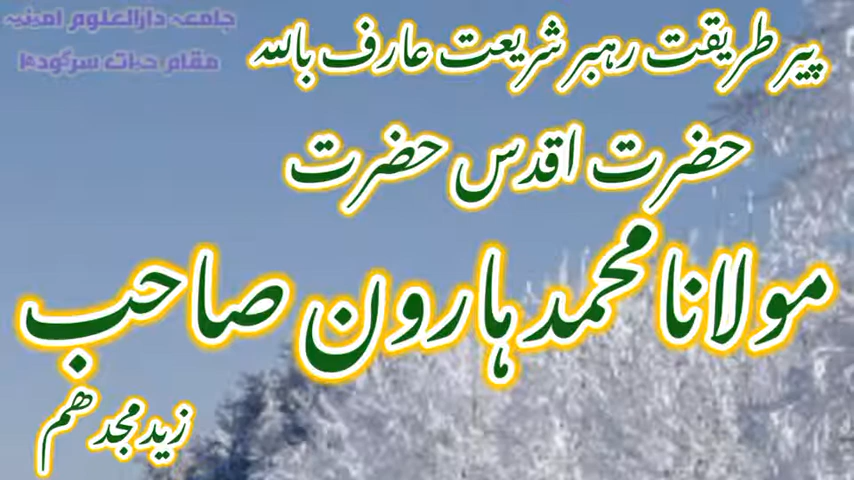 جامعہ دارالعلوم امینیہ
مقام حیات سرگودھا
پیر طریقت رہبر شریعت عارف باللہ
حضرت اقدس حضرت
مولانا محمد ہارون صاحب
زید مجدھم